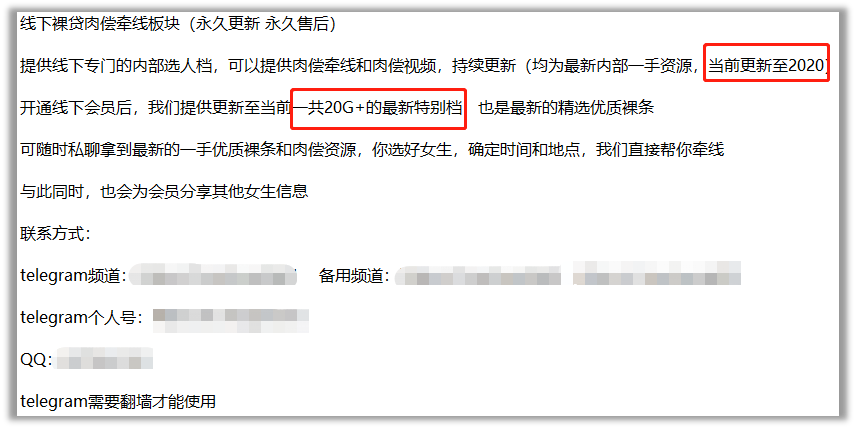 线下裸贷肉偿牵线板块（永久更新 永久售后）
提供线下专门的内部选人档，可以提供肉偿牵线和肉偿视频，持续更新（均为最新内部一手资源，当前更新至2020）
开通线下会员后，我们提供更新至当前一共20G+的最新特别档　也是最新的精选优质裸条
可随时私聊拿到最新的一手优质裸条和肉偿资源，你选好女生，确定时间和地点，我们直接帮你牵线
与此同时，也会为会员分享其他女生信息
联系方式：
telegram频道：　备用频道：
telegram个人号：
QQ：
telegram需要翻墙才能使用